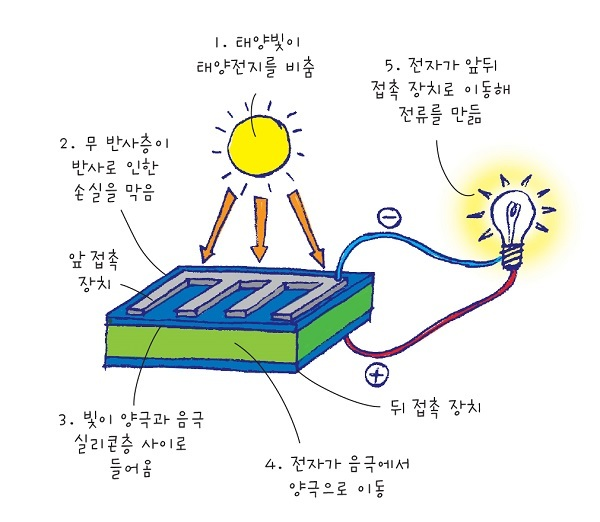 1. 태양빛이
태양전지를 비춤
2. 무 반사층이
반사로 인한
손실을 막음
앞 접촉
장치
3. 빛이 양극과 음극
실리콘층 사이로
들어옴
4. 전자가 음극에서
양극으로 이동
뒤 접촉 장치
5. 전자가 앞뒤
접촉 장치로 이동해
전류를 만듦
−
+